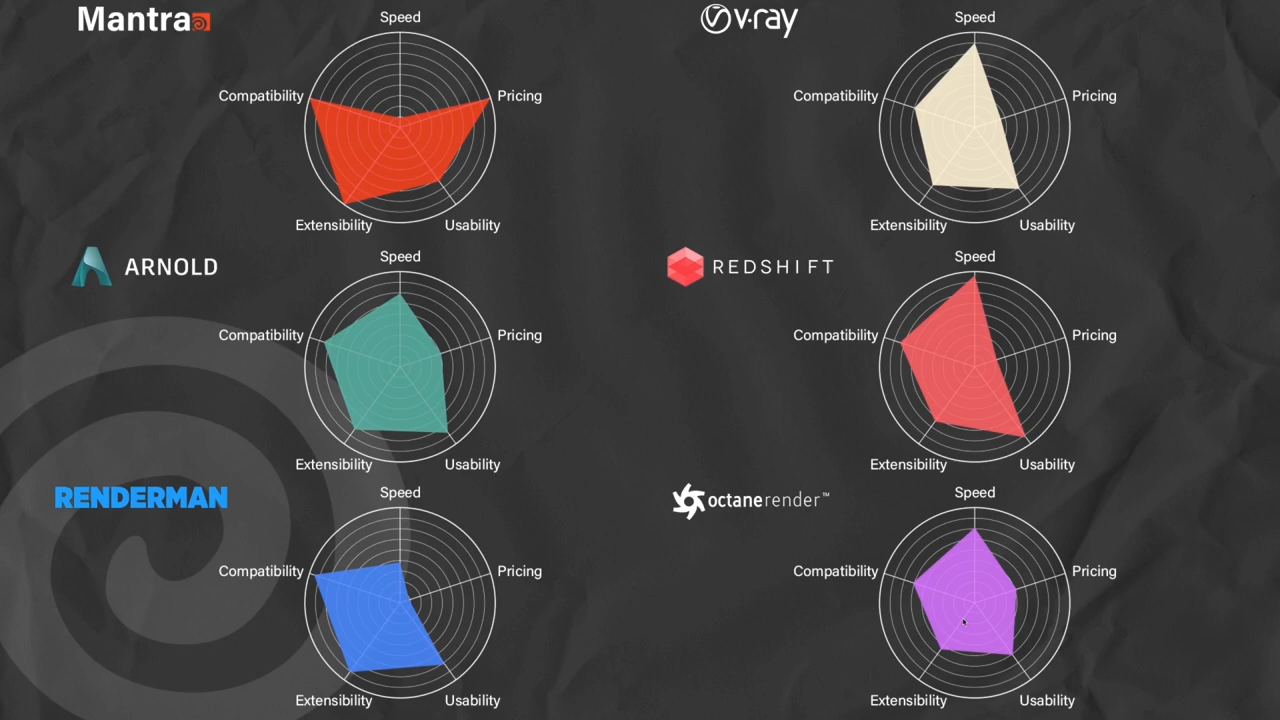 Mantra
Speed
Compatibility
Pricing
Extensibility
Usability
v·ray
Speed
Compatibility
Pricing
Extensibility
Usability
ARNOLD
Speed
Compatibility
Pricing
Extensibility
Usability
REDSHIFT
Speed
Compatibility
Pricing
Extensibility
Usability
RENDERMAN
Speed
Compatibility
Pricing
Extensibility
Usability
octanerender™
Speed
Compatibility
Pricing
Extensibility
Usability